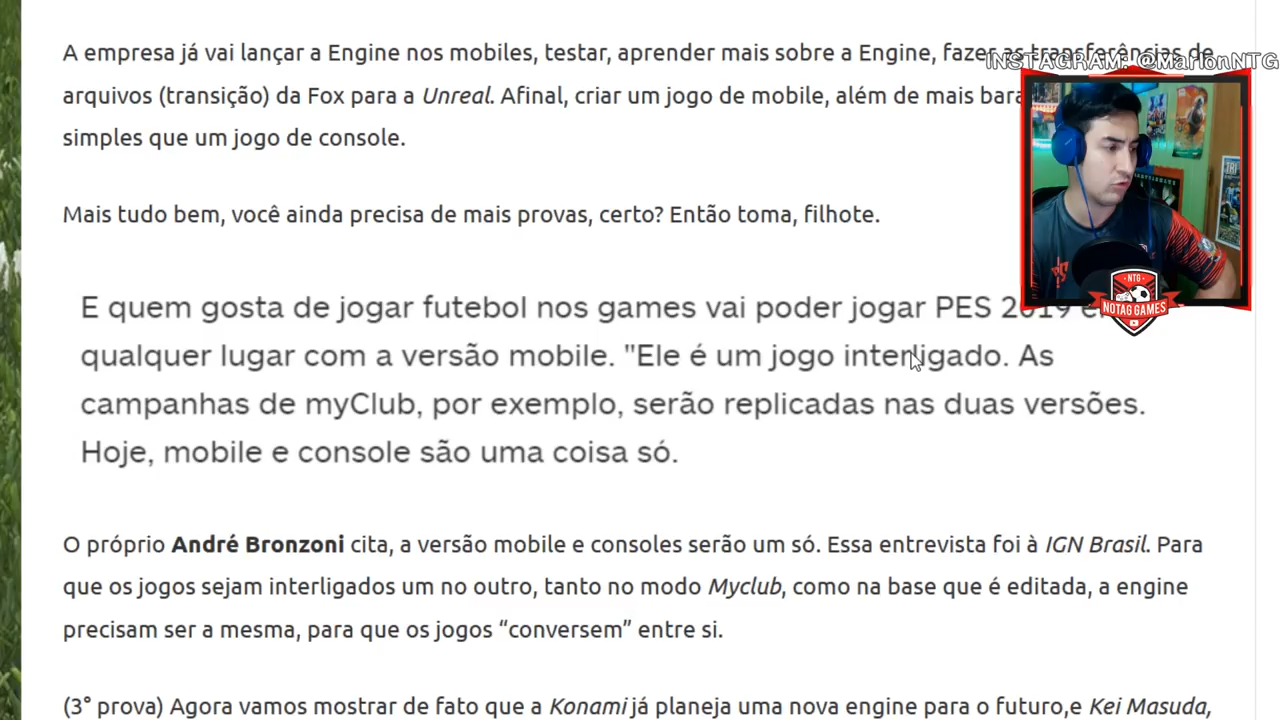 A empresa já vai lançar a Engine nos mobiles, testar, aprender mais sobre a Engine, fazer as transferências de
INSTAGRAM: @MarlonNTG
arquivos (transição) da Fox para a Unreal. Afinal, criar um jogo de mobile, além de mais
simples que um jogo de console.
Mais tudo bem, você ainda precisa de mais provas, certo? Então toma, filhote.
E quem gosta de jogar futebol nos games vai poder jogar PES 2019
qualquer lugar com a versão mobile. "Ele é um jogo interligado. As
campanhas de myClub, por exemplo, serão replicadas nas duas versões.
Hoje, mobile e console são uma coisa só.
NTG
NOTAG GAMES
O próprio André Bronzoni cita, a versão mobile e consoles serão um só. Essa entrevista foi à IGN Brasil. Para
que os jogos sejam interligados um no outro, tanto no modo Myclub, como na base que é editada, a engine
precisam ser a mesma, para que os jogos “conversem” entre si.
(3° prova) Agora vamos mostrar de fato que a Konami já planeja uma nova engine para o futuro,e Kei Masuda,